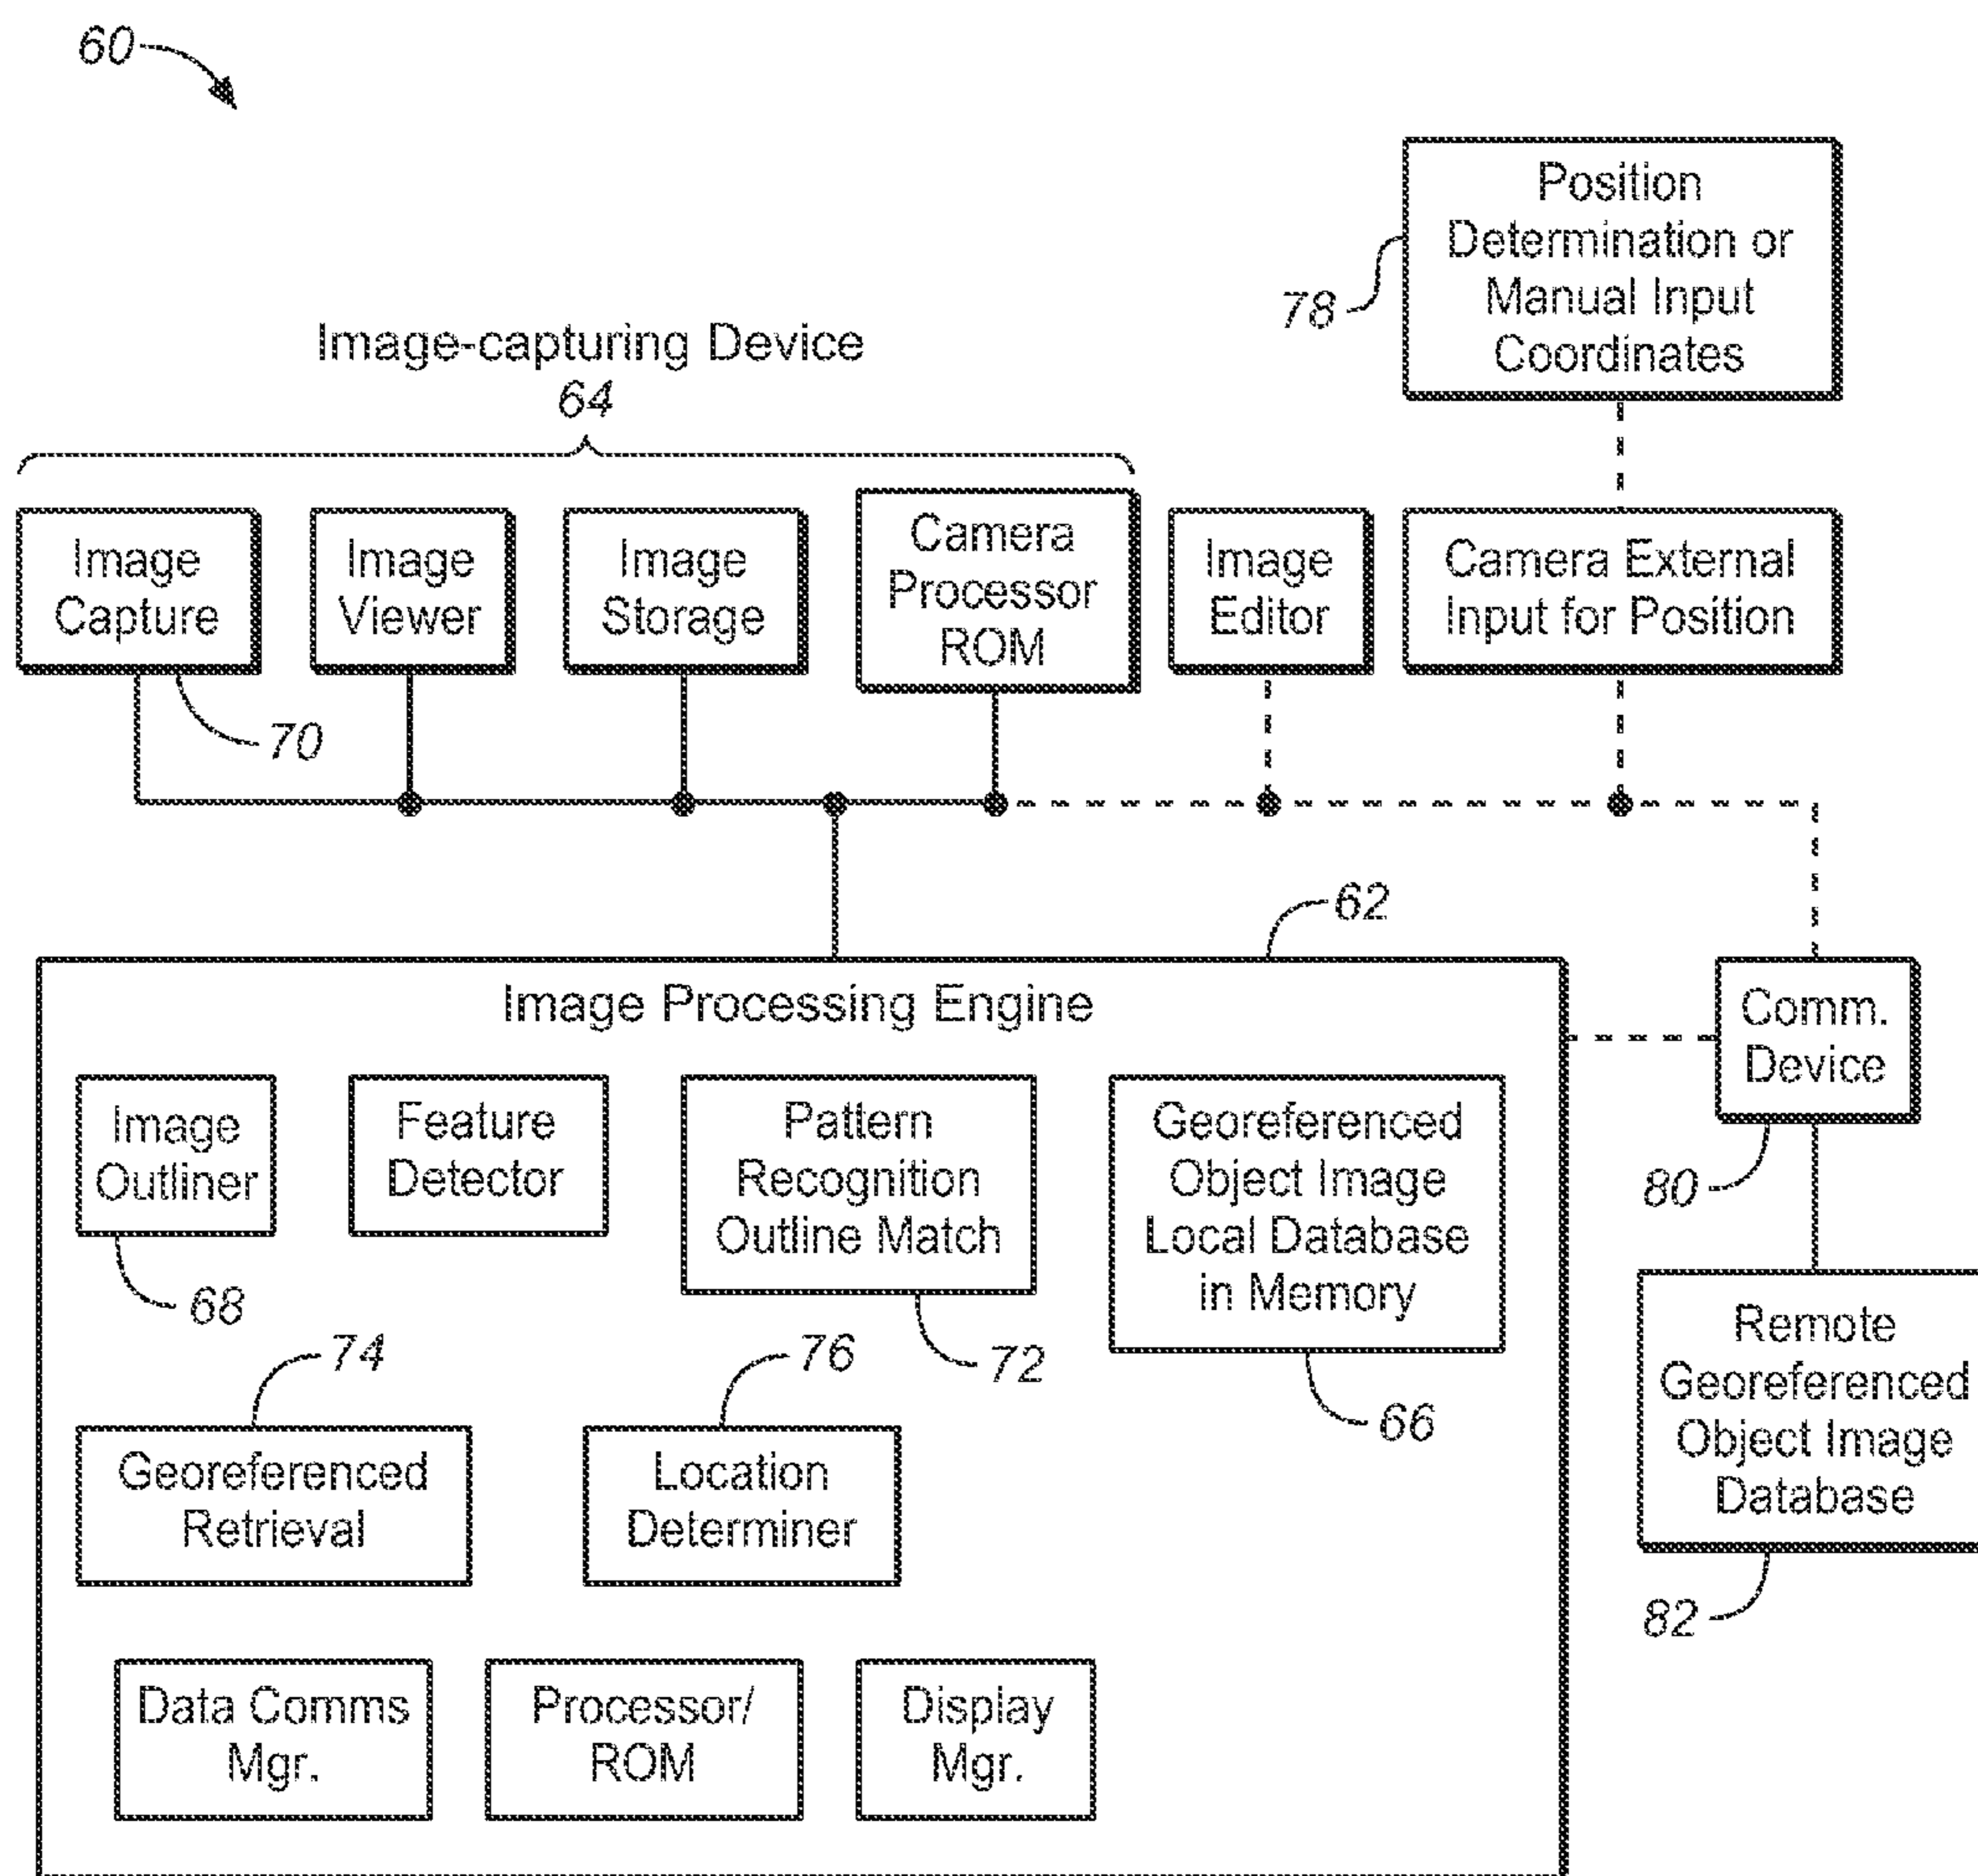 60
Position
Determination or
Manual Input
Coordinates
78
Image-capturing Device
64
Image
Capture
Image
Viewer
Image
Storage
Camera
Processor
ROM
Image
Editor
Camera External
Input for Position
70
62
Image Processing Engine
Comm.
Device
80
Image
Outliner
68
Feature
Detector
Pattern
Recognition
Outline Match
72
Georeferenced
Object Image
Local Database
in Memory
66
Remote
Georeferenced
Object Image
Database
82
74
Georeferenced
Retrieval
76
Location
Determiner
Data Comms
Mgr.
Processor/
ROM
Display
Mgr.